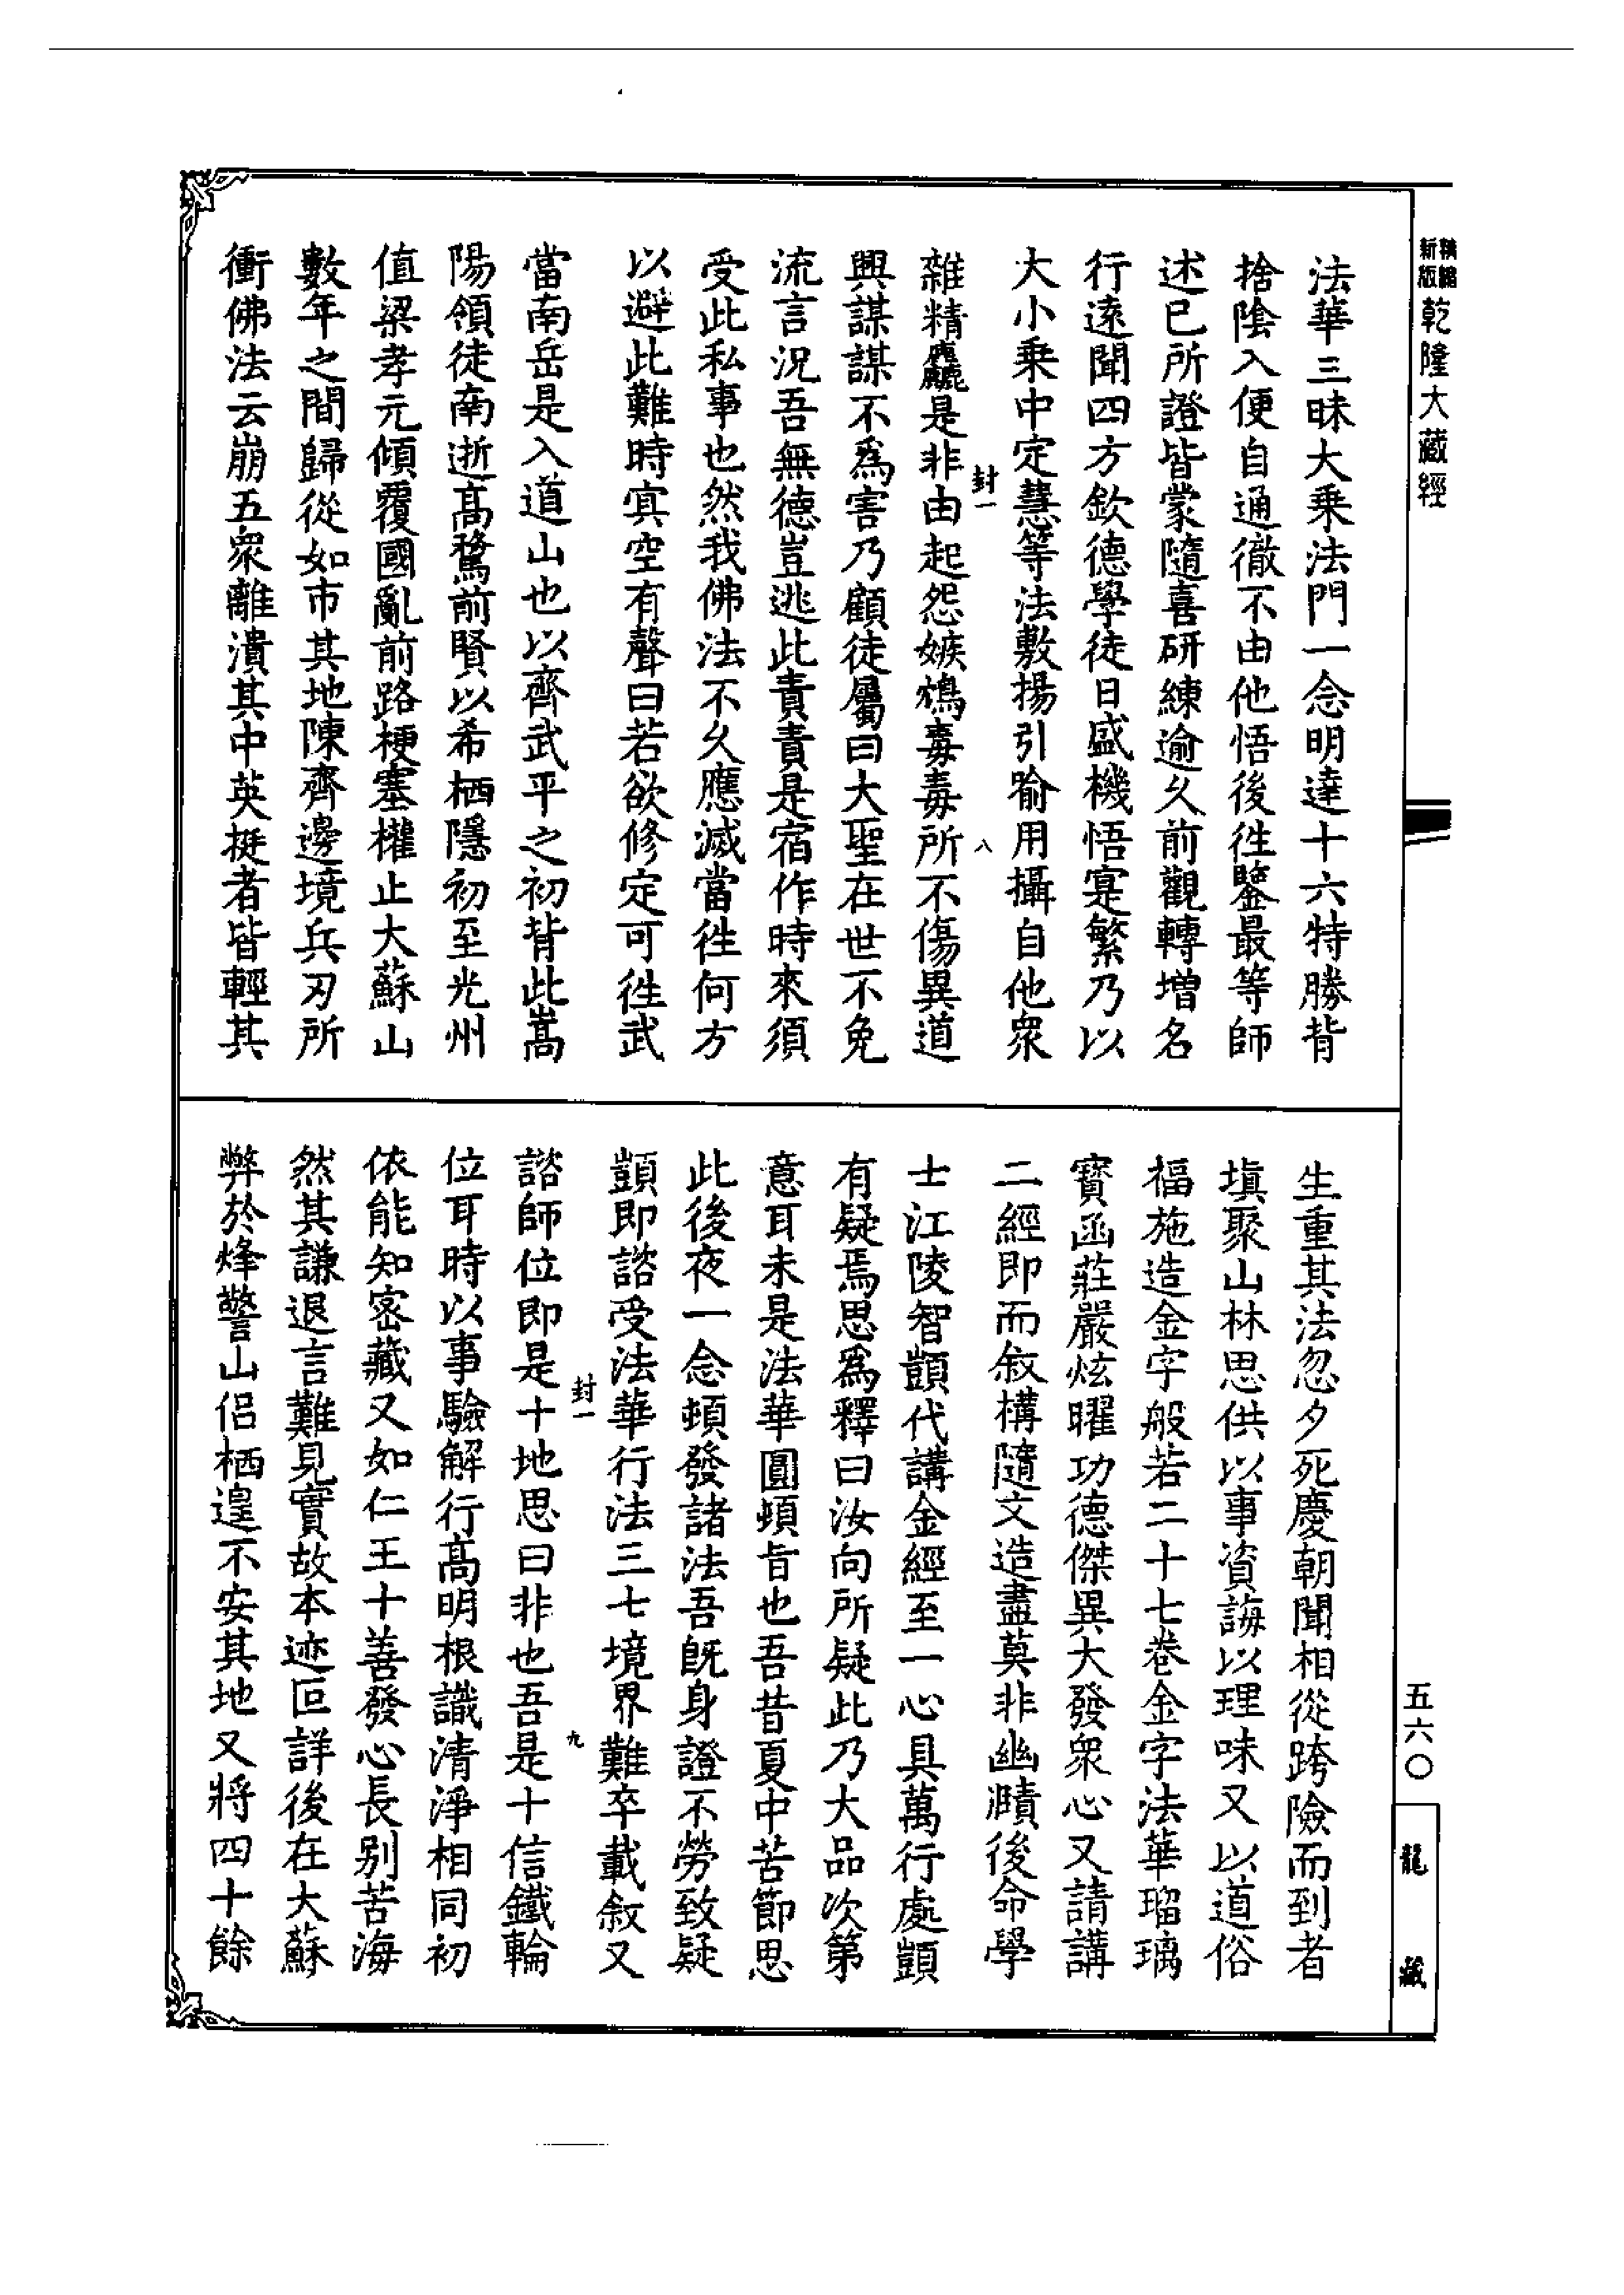 精縮新版乾隆大藏經
法華三昧大乗法門一念明達十六特勝背
捨陰入便自通徹不由他悟後徃鑒最等師
述已所證皆蒙隨喜研練逾久前觀轉增名
行遠聞四方欽德學徒日盛機悟寔繁乃以
大小乗中定慧等法敷揚引喻用攝自他衆
封一
八
雜精麤是非由起怨嫉鴆毒毒所不傷異道
興謀謀不爲害乃顧徒屬曰大聖在世不免
流言況吾無德豈逃此責責是宿作時來須
受此私事也然我佛法不久應滅當徃何方
以避此難時寘空有聲曰若欲修定可徃武
當南岳是入道山也以齊武平之初背此嵩
陽領徒南逝高騖前賢以希栖隱初至光州
值梁孝元傾覆國亂前路梗塞權止大蘇山
數年之間歸從如市其地陳齊邊境兵刃所
衝佛法云崩五衆離潰其中英挺者皆輕其
生重其法忽夕死慶朝聞相從跨險而到者
填聚山林思供以事資誨以理味又以道俗
福施造金字般若二十七卷金字法華瑠璃
寶函莊嚴炫曜功德傑異大發衆心又請講
二經即而敘構隨文造盡莫非幽賾後命學
士江陵智顗代講金經至一心具萬行處顗
有疑焉思爲釋曰汝向所疑此乃大品次第
意耳未是法華圓頓旨也吾昔夏中苦節思
此後夜一念頓發諸法吾旣身證不勞致疑
顗即諮受法華行法三七境界難卒載敘又
封一
九
諮師位即是十地思曰非也吾是十信鐵輪
位耳時以事驗解行高明根識清淨相同初
依能知密藏又如仁王十善發心長別苦海
然其謙退言難見實故本迹叵詳後在大蘇
弊於烽警山侶栖遑不安其地又將四十餘
五六〇
龍藏